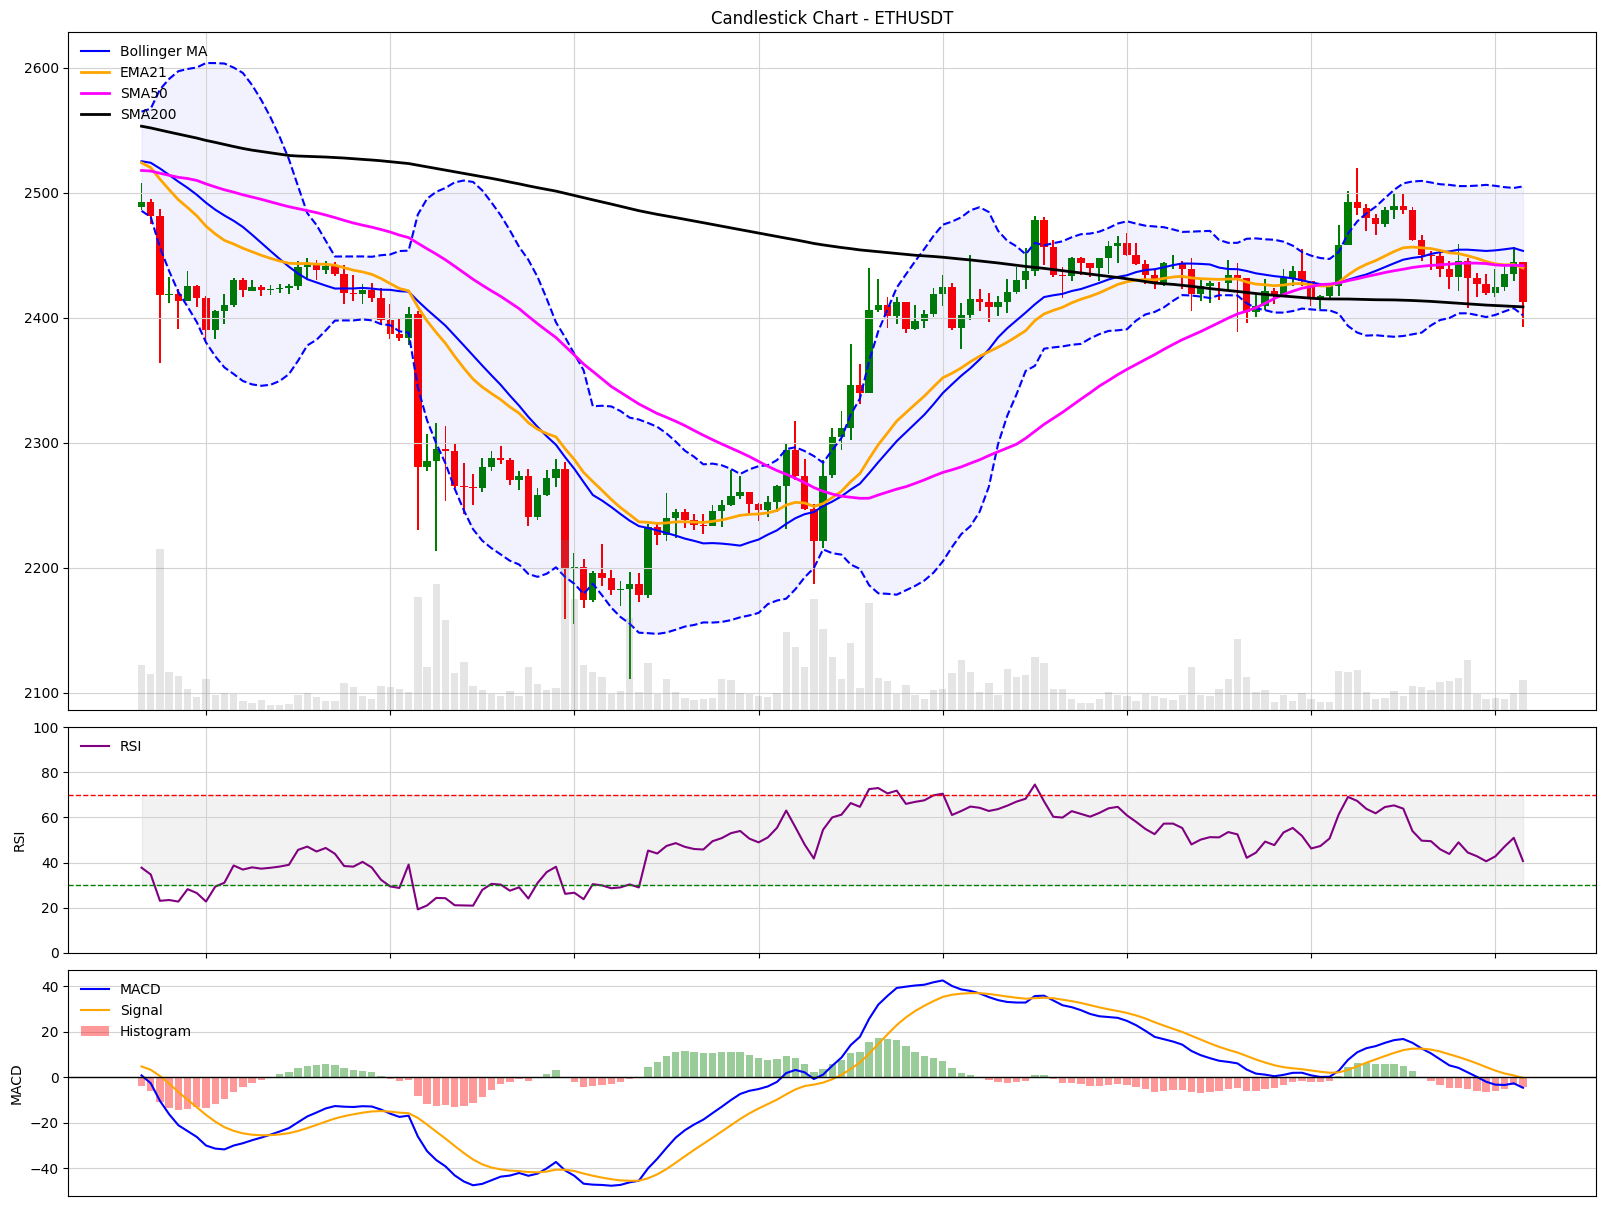 Candlestick Chart - ETHUSDT
Bollinger MA
EMA21
SMA50
SMA200
2600
2500
2400
2300
2200
2100
RSI
RSI
100
80
60
40
20
0
MACD
Signal
Histogram
MACD
40
20
0
−20
−40